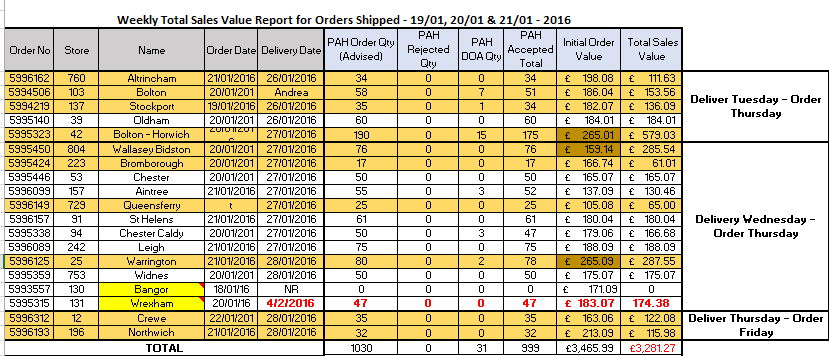 Weekly Total Sales Value Report for Orders Shipped - 19/01, 20/01 & 21/01 - 2016
Order No Store Name Order Date Delivery Date PAH Order Qty (Advised) PAH Rejected Qty PAH DOA Qty PAH Accepted Total Initial Order Value Total Sales Value
5996162 760 Altrincham 21/01/2016 26/01/2016 34 0 0 34 £ 198.08 £ 111.63
5994506 103 Bolton 20/01/201 Andrea 58 0 7 51 £ 186.04 £ 153.56
5994219 137 Stockport 19/01/2016 26/01/2016 35 0 1 34 £ 182.07 £ 136.09
5995140 39 Oldham 20/01/201 26/01/2016 60 0 0 60 £ 184.01 £ 184.01
5995323 42 Bolton - Horwich 27/01/2016 190 0 15 175 £ 265.01 £ 579.03
Deliver Tuesday - Order
Thursday
5995450 804 Wallasey Bidston 20/01/201 27/01/2016 76 0 0 76 £ 159.14 £ 285.54
5995424 223 Bromborough 20/01/201 27/01/2016 17 0 0 17 £ 166.74 £ 61.01
5995446 53 Chester 20/01/201 27/01/2016 50 0 0 50 £ 165.07 £ 165.07
5996099 157 Aintree 21/01/2016 27/01/2016 55 0 3 52 £ 137.09 £ 130.46
5996149 729 Queensferry t 27/01/2016 25 0 0 25 £ 105.08 £ 65.00
5996157 91 St Helens 21/01/2016 27/01/2016 61 0 0 61 £ 180.04 £ 180.04
5995338 94 Chester Caldy 20/01/201 27/01/2016 50 0 3 47 £ 179.06 £ 166.68
5996089 242 Leigh 21/01/2016 27/01/2016 75 0 0 75 £ 188.09 £ 188.09
5996125 25 Warrington 21/01/2016 28/01/2016 80 0 2 78 £ 265.09 £ 287.55
5995359 753 Widnes 20/01/201 28/01/2016 50 0 0 50 £ 175.07 £ 175.07
5993557 130 Bangor 18/01/16 NR 0 0 0 0 £ 171.09 0
5995315 131 Wrexham 20/01/16 4/2/2016 47 0 0 47 £ 183.07 174.38
Delivery Wednesday -
Order Thursday
5996312 12 Crewe 22/01/201 28/01/2016 35 0 0 35 £ 163.06 £ 122.08
5996193 196 Northwich 21/01/2016 28/01/2016 32 0 0 32 £ 213.09 £ 115.98
Deliver Thursday - Order
Friday
TOTAL 1030 0 31 999 £3,465.99 £3,281.27